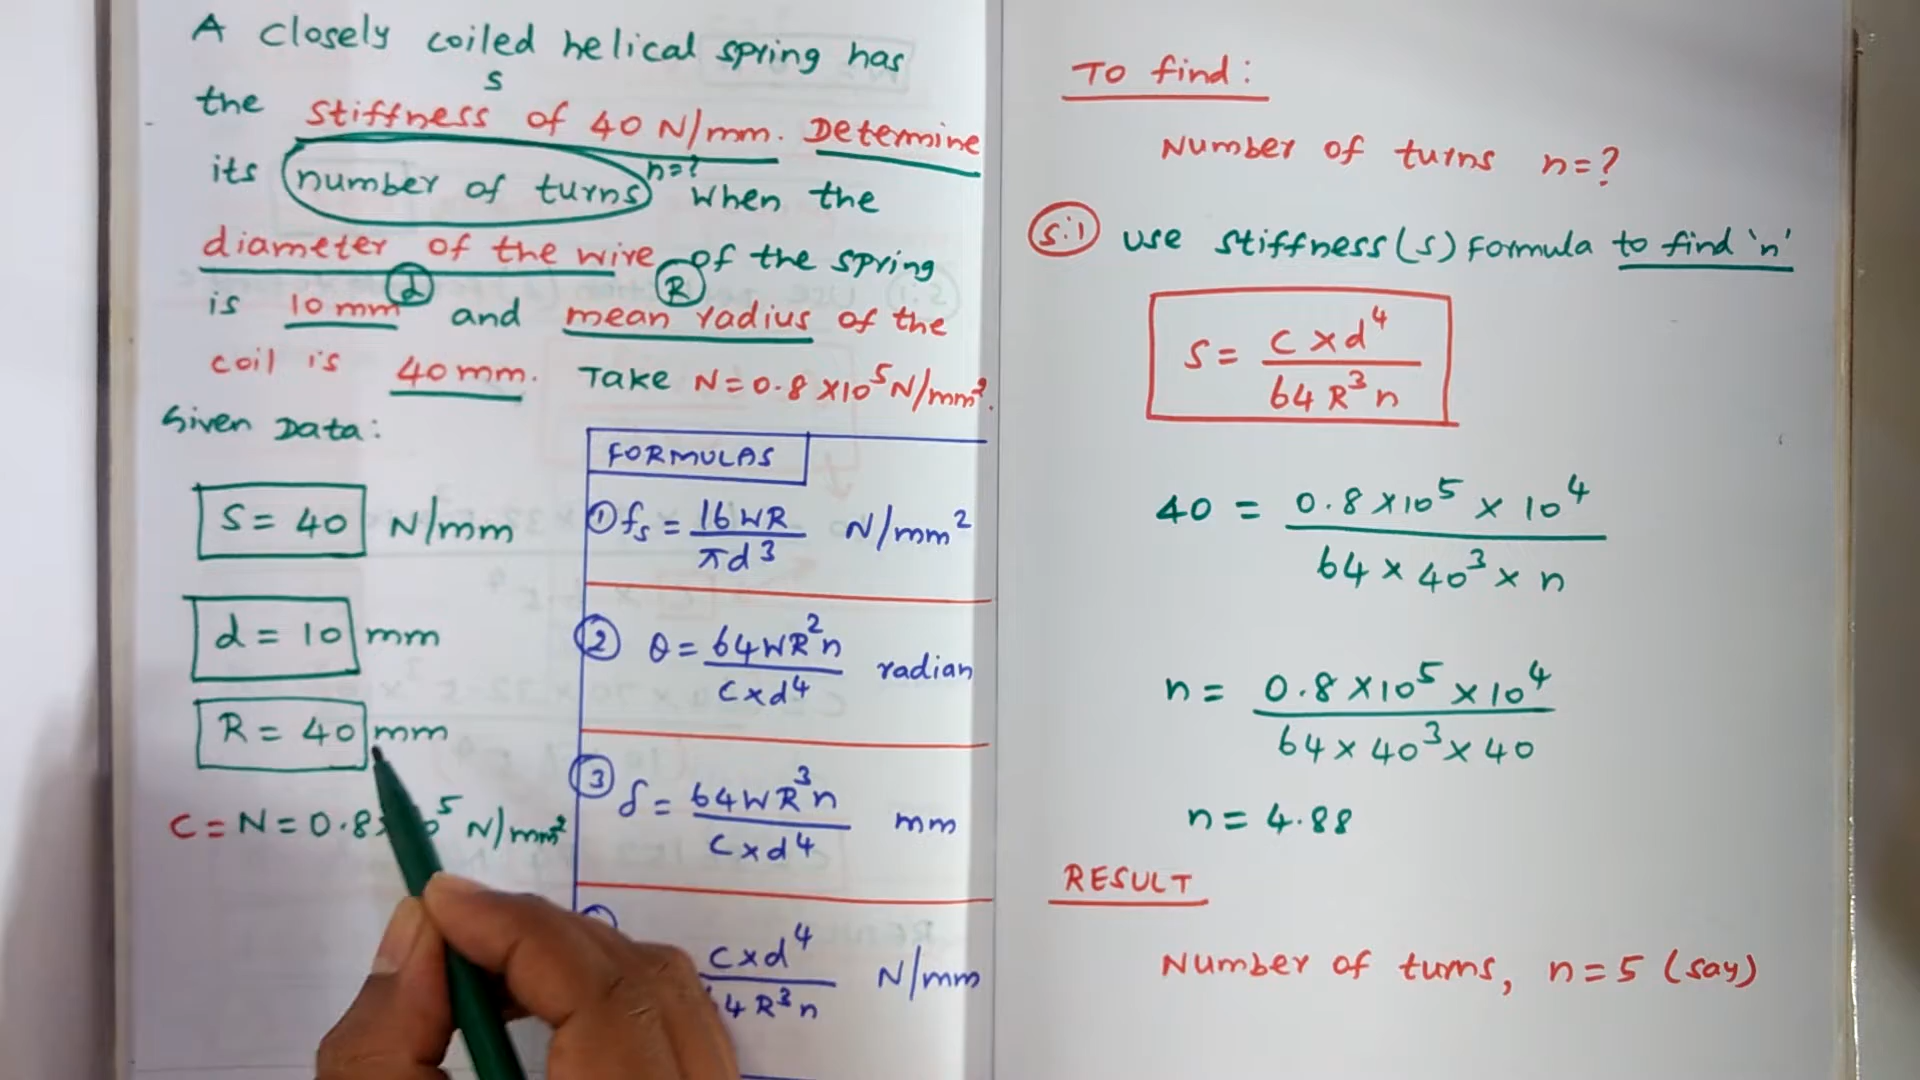 A closely coiled helical spring has
s
the stiffness of 40 N/mm. Determine
its number of turns n=? when the
diameter of the wire of the spring
d R
is 10 mm and mean radius of the
coil is 40 mm. Take N = 0.8 × 10⁵ N/mm².
Given Data:
S = 40 N/mm
d = 10 mm
R = 40 mm
C = N = 0.8 ⁵ N/mm²
FORMULAS
① fs = 16WR / πd³ N/mm²
② θ = 64WR²n / C×d⁴ radian
③ δ = 64WR³n / C×d⁴ mm
C×d⁴ / 4R³n N/mm
To find:
Number of turns n=?
S:1 Use stiffness (s) Formula to find 'n'
S = C×d⁴ / 64R³n
40 = 0.8×10⁵ × 10⁴ / 64 × 40³ × n
n = 0.8×10⁵ × 10⁴ / 64 × 40³ × 40
n = 4.88
RESULT
Number of turns, n = 5 (say)